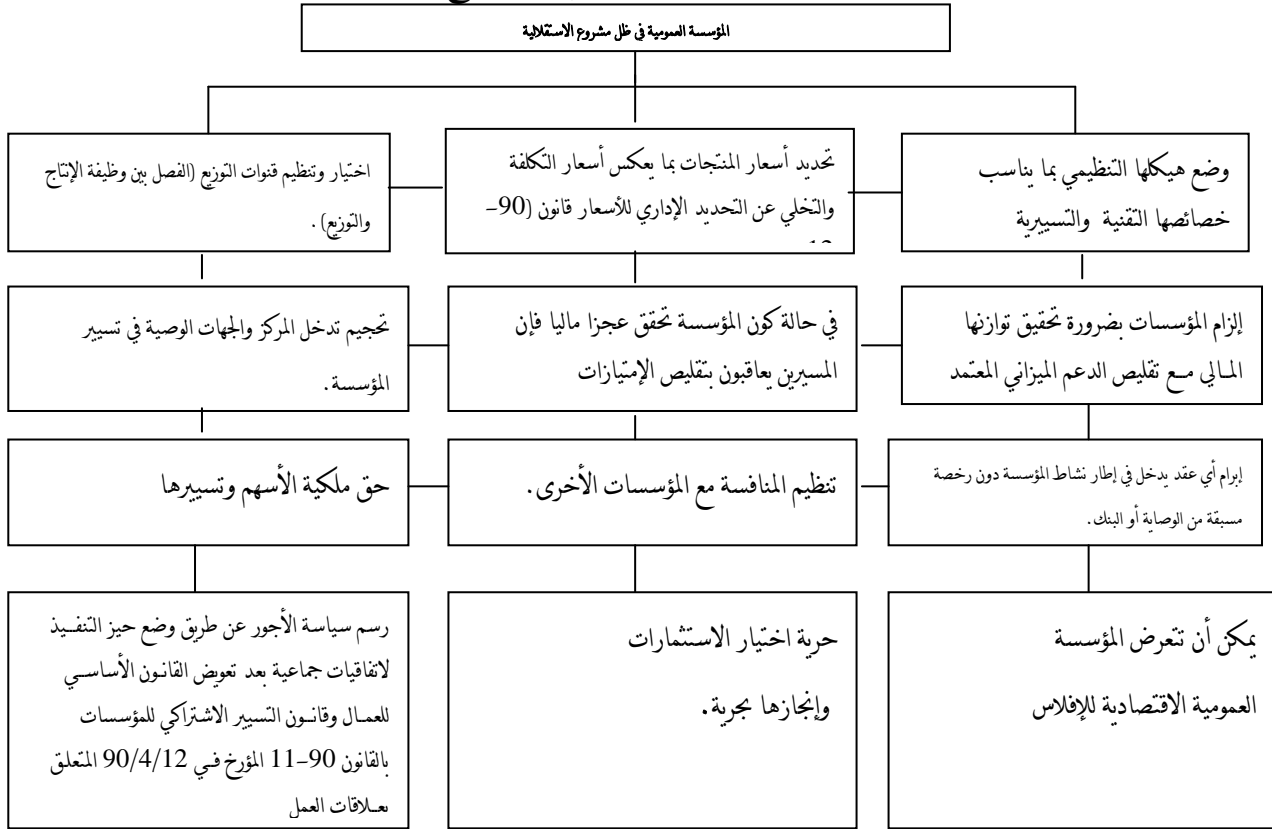 المؤسسة العمومية في ظل مشروع الاستقلالية
وضع هيكلها التنظيمي بما يناسب
خصائصها التقنية والتسييرية
تحديد أسعار المنتجات بما يعكس أسعار التكلفة
والتخلي عن التحديد الإداري للأسعار قانون (90–
اختيار وتنظيم قنوات التوزيع (الفصل بين وظيفة الإنتاج
والتوزيع).
إلزام المؤسسات بضرورة تحقيق توازنها
المالي مع تقليص الدعم الميزاني المعتمد
في حالة كون المؤسسة تحقق عجزا ماليا فإن
المسيرين يعاقبون بتقليص الإمتيازات
تحجيم تدخل المركز والجهات الوصية في تسيير
المؤسسة.
إبرام أي عقد يدخل في إطار نشاط المؤسسة دون رخصة
مسبقة من الوصاية أو البنك.
تنظيم المنافسة مع المؤسسات الأخرى.
حق ملكية الأسهم وتسييرها
يمكن أن تتعرض المؤسسة
العمومية الاقتصادية للإفلاس
حرية اختيار الاستثمارات
وإنجازها بحرية.
رسم سياسة الأجور عن طريق وضع حيز التنفيذ
لاتفاقيات جماعية بعد تعويض القانون الأساسي
للعمال وقانون التسيير الاشتراكي للمؤسسات
بالقانون 90–11 المؤرخ في 90/4/12 المتعلق
بعلاقات العمل